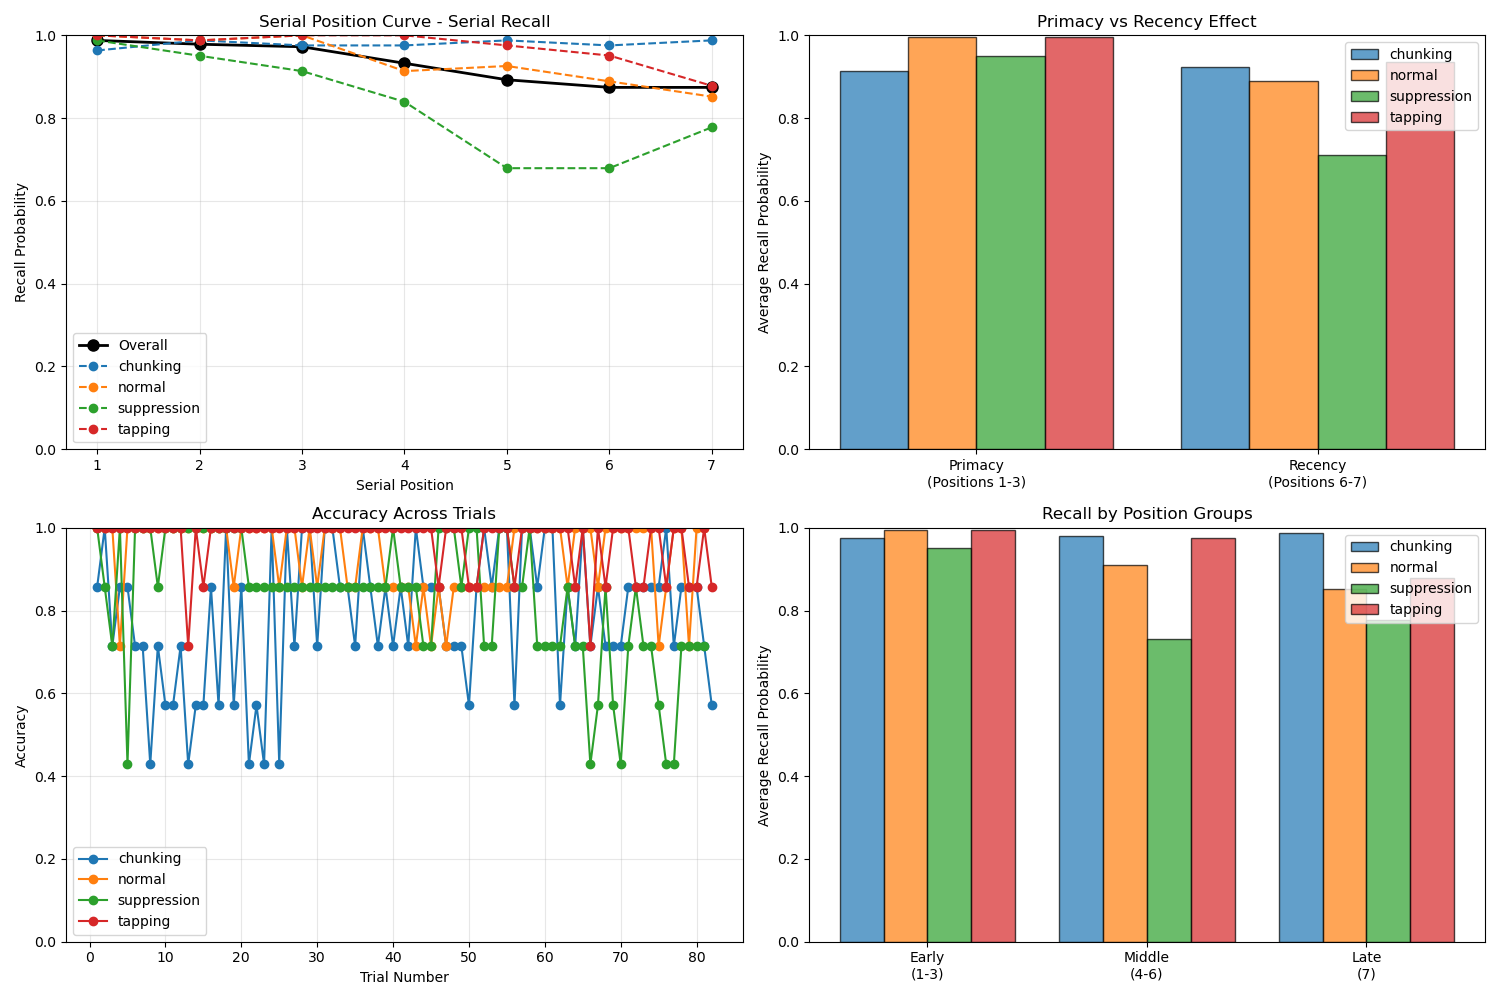 Serial Position Curve - Serial Recall
Recall Probability
1.0
0.8
0.6
0.4
0.2
0.0
Overall
chunking
normal
suppression
tapping
1 2 3 4 5 6 7
Serial Position
Primacy vs Recency Effect
Average Recall Probability
1.0
0.8
0.6
0.4
0.2
0.0
chunking
normal
suppression
tapping
Primacy
(Positions 1-3)
Recency
(Positions 6-7)
Accuracy Across Trials
Accuracy
1.0
0.8
0.6
0.4
0.2
0.0
chunking
normal
suppression
tapping
0 10 20 30 40 50 60 70 80
Trial Number
Recall by Position Groups
Average Recall Probability
1.0
0.8
0.6
0.4
0.2
0.0
chunking
normal
suppression
tapping
Early
(1-3)
Middle
(4-6)
Late
(7)